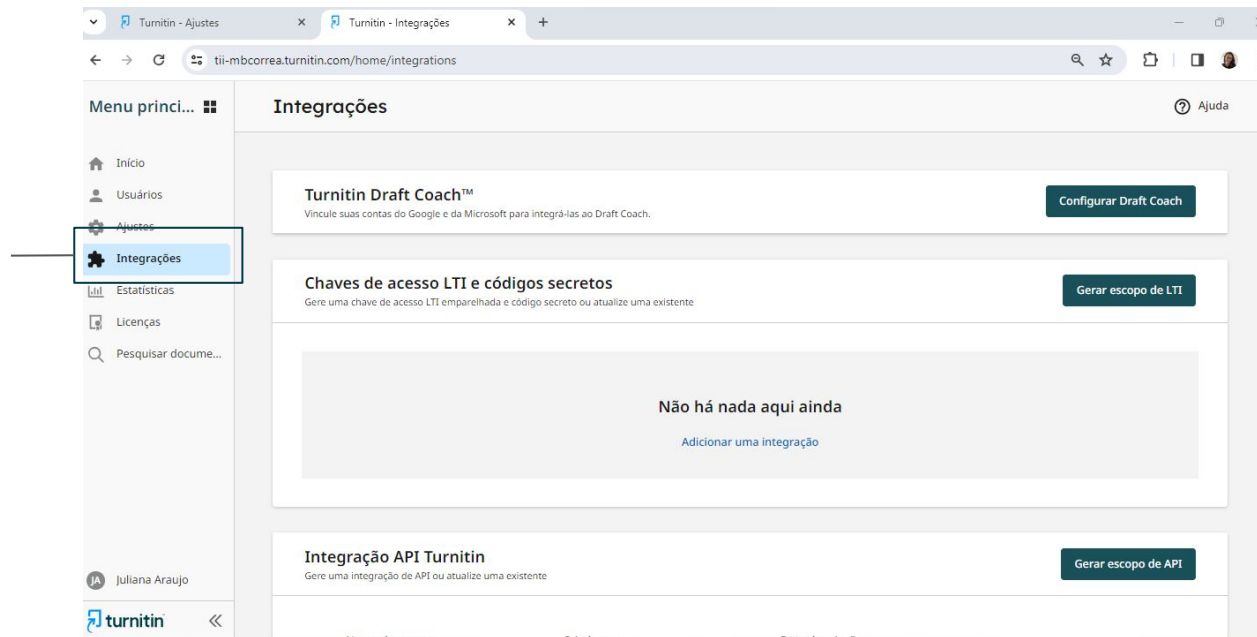 Turnitin - Ajustes
Turnitin - Integrações
tii-mbcorrea.turnitin.com/home/integrations
Menu princi...
Integrações
Ajuda
Início
Usuários
Ajustes
Integrações
Estatísticas
Licenças
Pesquisar docume...
Turnitin Draft Coach™
Vincule suas contas do Google e da Microsoft para integrá-las ao Draft Coach.
Configurar Draft Coach
Chaves de acesso LTI e códigos secretos
Gere uma chave de acesso LTI emparelhada e código secreto ou atualize uma existente
Gerar escopo de LTI
Não há nada aqui ainda
Adicionar uma integração
Integração API Turnitin
Gere uma integração de API ou atualize uma existente
Gerar escopo de API
JA Juliana Araujo
turnitin